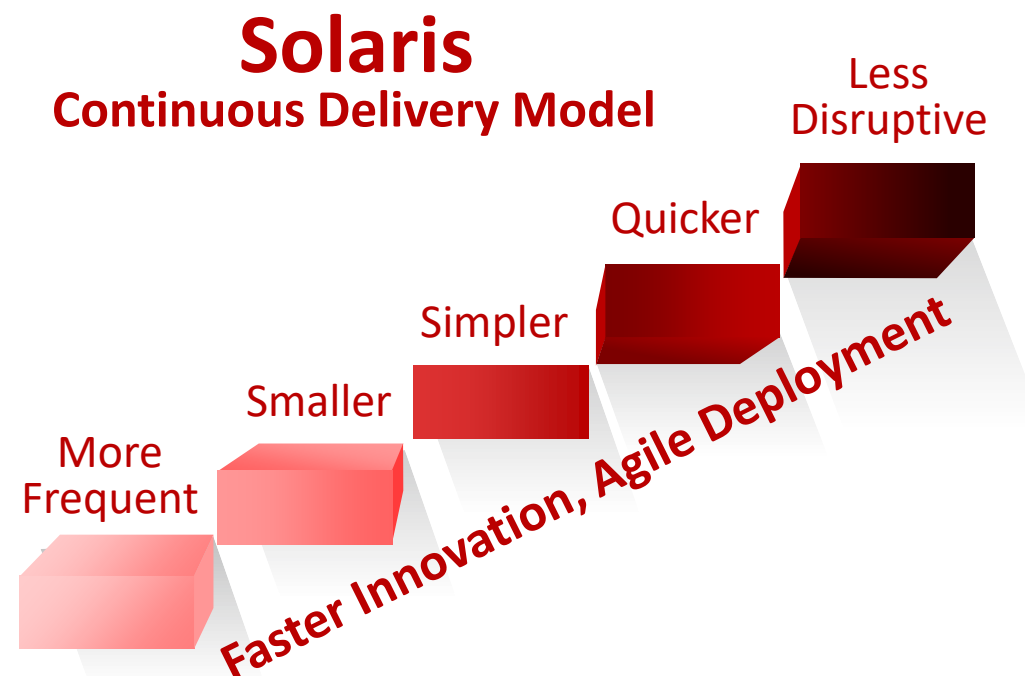 Solaris
Continuous Delivery Model
Less
Disruptive
Quicker
Simpler
Smaller
More
Frequent
Faster Innovation, Agile Deployment